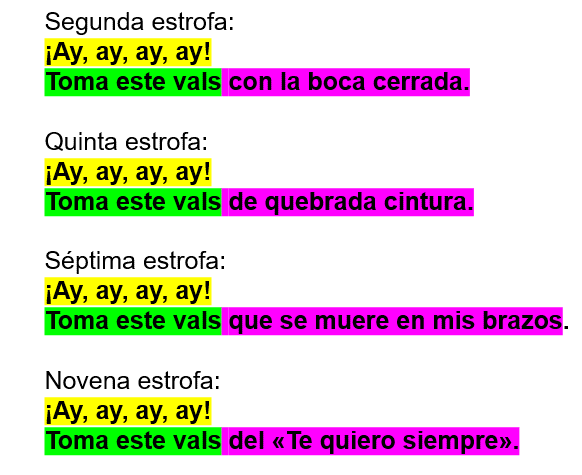 Segunda estrofa:
¡Ay, ay, ay, ay!
Toma este vals con la boca cerrada.
Quinta estrofa:
¡Ay, ay, ay, ay!
Toma este vals de quebrada cintura.
Séptima estrofa:
¡Ay, ay, ay, ay!
Toma este vals que se muere en mis brazos.
Novena estrofa:
¡Ay, ay, ay, ay!
Toma este vals del «Te quiero siempre».